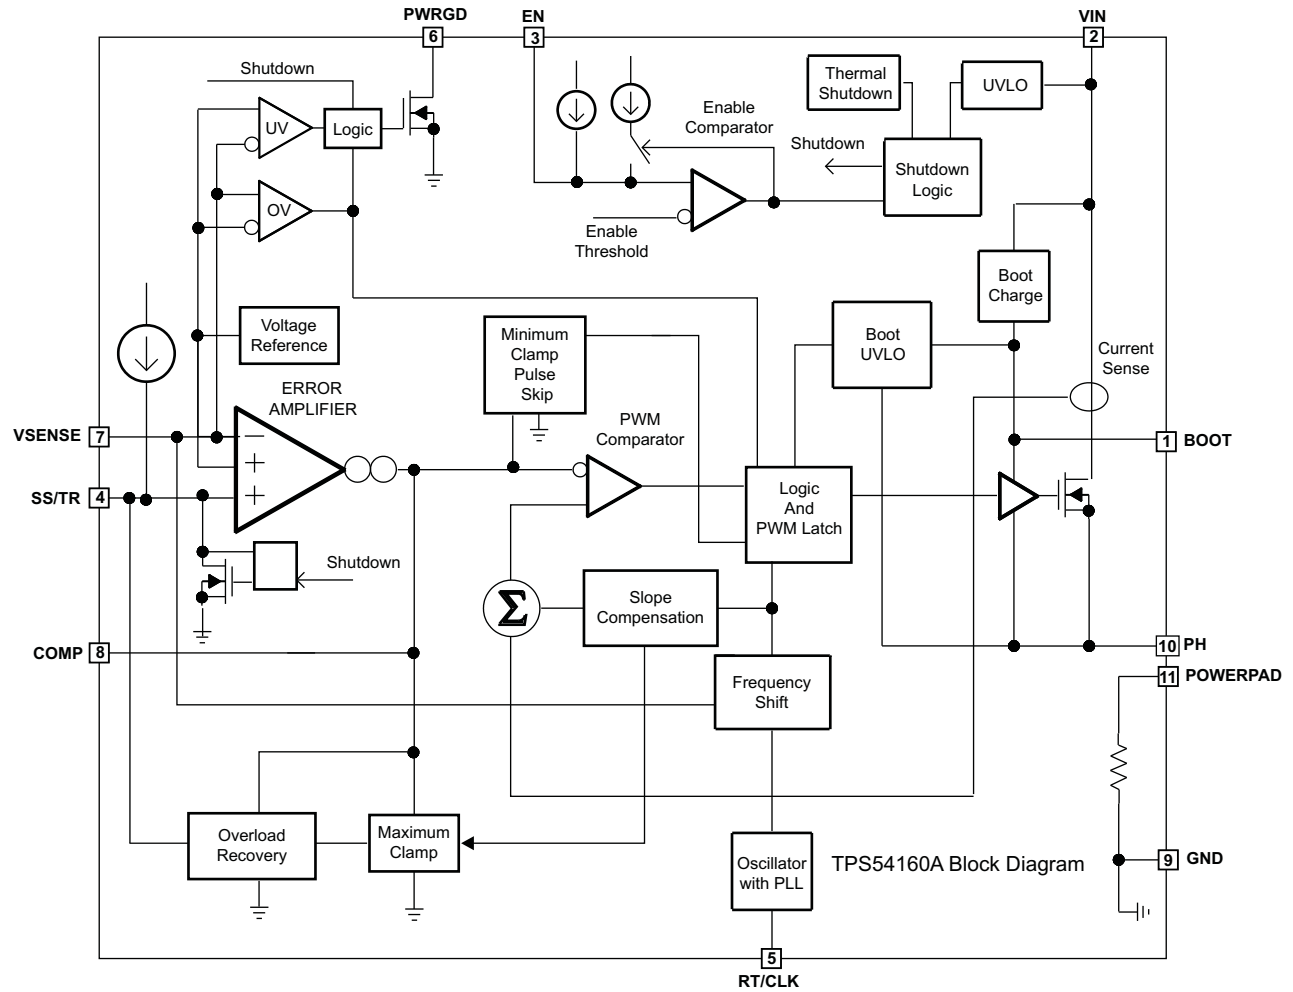 PWRGD
6
EN
3
VIN
2
Shutdown
UV
Logic
OV
Enable
Comparator
Enable
Threshold
Thermal
Shutdown
UVLO
Shutdown
Shutdown
Logic
Boot
Charge
Voltage
Reference
Minimum
Clamp
Pulse
Skip
Boot
UVLO
Current
Sense
ERROR
AMPLIFIER
PWM
Comparator
VSENSE
7
−
+
+
SS/TR
4
1
BOOT
Logic
And
PWM Latch
Shutdown
Σ
Slope
Compensation
COMP
8
10
PH
11
POWERPAD
Frequency
Shift
Overload
Recovery
Maximum
Clamp
Oscillator
with PLL
TPS54160A Block Diagram
9
GND
5
RT/CLK